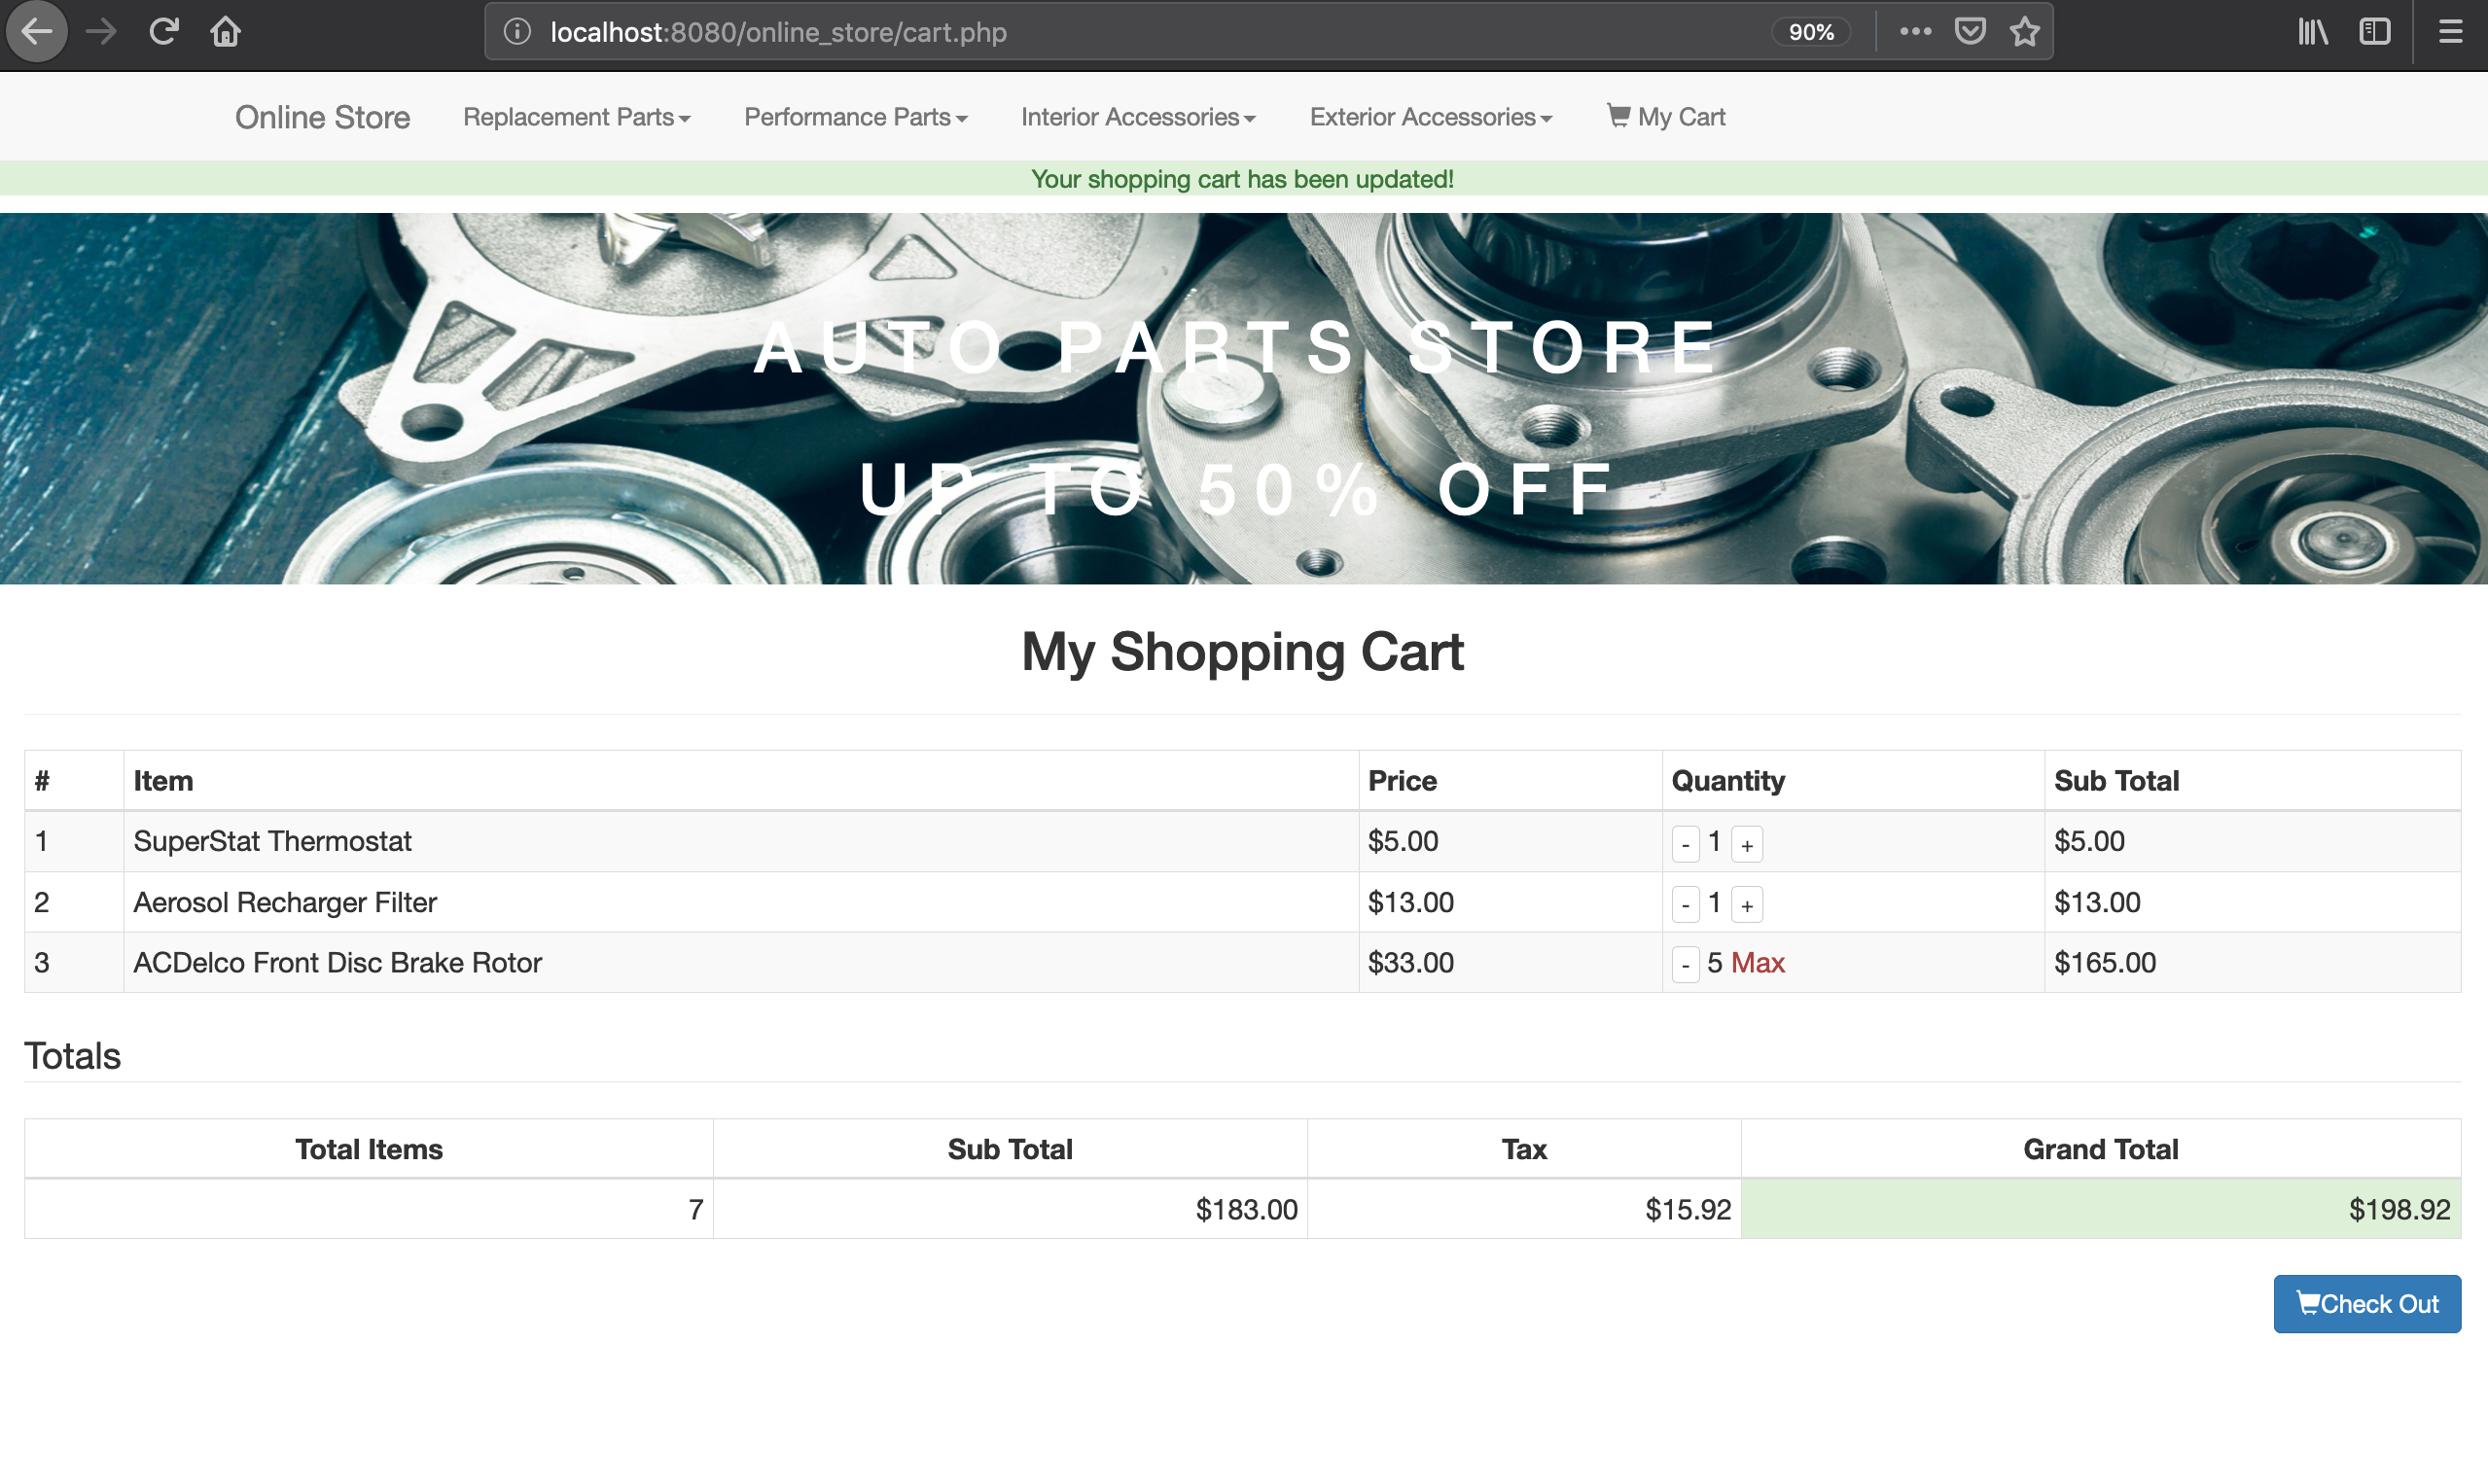 localhost:8080/online_store/cart.php 90%
Online Store Replacement Parts Performance Parts Interior Accessories Exterior Accessories My Cart
Your shopping cart has been updated!
AUTO PARTS STORE
UP TO 50% OFF
My Shopping Cart
# Item Price Quantity Sub Total
1 SuperStat Thermostat $5.00 - 1 + $5.00
2 Aerosol Recharger Filter $13.00 - 1 + $13.00
3 ACDelco Front Disc Brake Rotor $33.00 - 5 Max $165.00
Totals
Total Items Sub Total Tax Grand Total
7 $183.00 $15.92 $198.92
Check Out